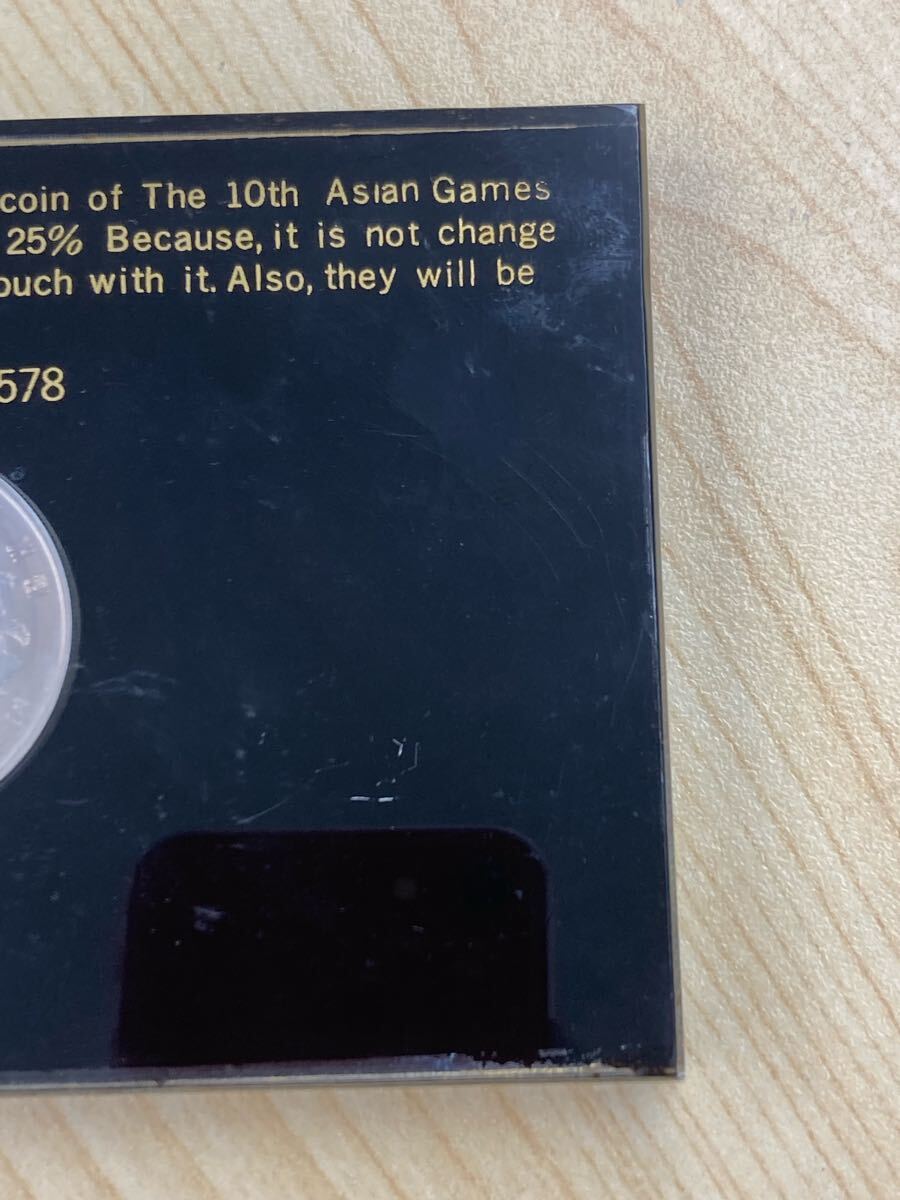 coin of The 10th Asian Games
25% Because, it is not change
ouch with it. Also, they will be
578